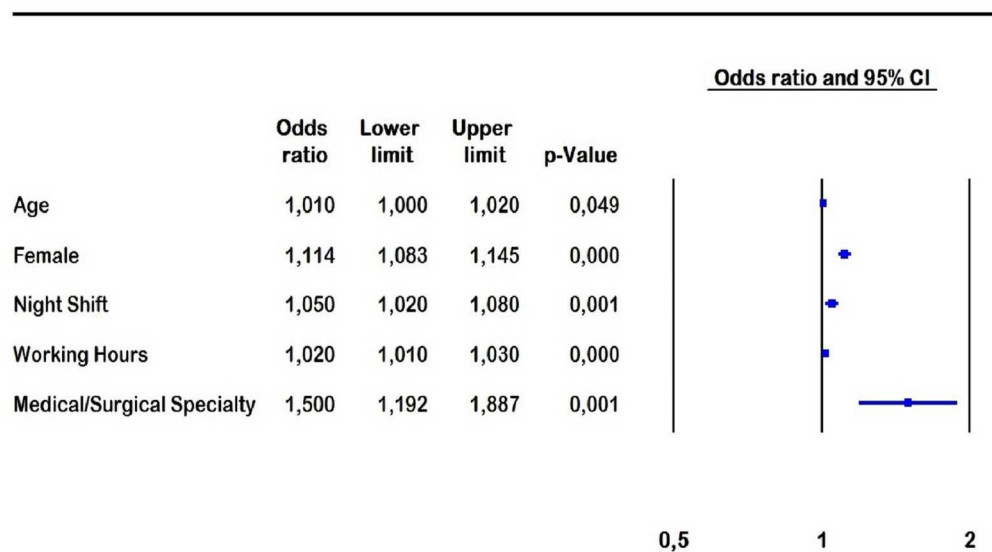 Odds ratio and 95% CI
Odds Lower Upper
ratio limit limit p-Value
Age 1,010 1,000 1,020 0,049
Female 1,114 1,083 1,145 0,000
Night Shift 1,050 1,020 1,080 0,001
Working Hours 1,020 1,010 1,030 0,000
Medical/Surgical Specialty 1,500 1,192 1,887 0,001
0,5 1 2